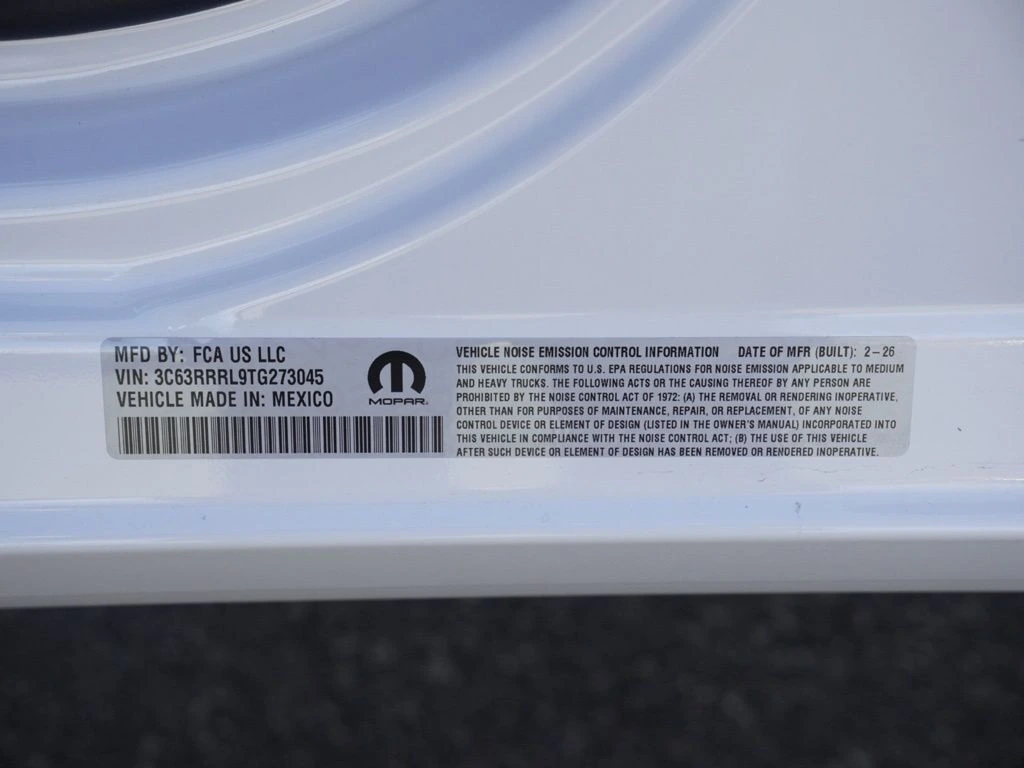 MFD BY: FCA US LLC
VIN: 3C63RRRL9TG273045
VEHICLE MADE IN: MEXICO
MOPAR.
VEHICLE NOISE EMISSION CONTROL INFORMATION DATE OF MFR (BUILT): 2-26
THIS VEHICLE CONFORMS TO U.S. EPA REGULATIONS FOR NOISE EMISSION APPLICABLE TO MEDIUM
AND HEAVY TRUCKS. THE FOLLOWING ACTS OR THE CAUSING THEREOF BY ANY PERSON ARE
PROHIBITED BY THE NOISE CONTROL ACT OF 1972: (A) THE REMOVAL OR RENDERING INOPERATIVE,
OTHER THAN FOR PURPOSES OF MAINTENANCE, REPAIR, OR REPLACEMENT, OF ANY NOISE
CONTROL DEVICE OR ELEMENT OF DESIGN (LISTED IN THE OWNER'S MANUAL) INCORPORATED INTO
THIS VEHICLE IN COMPLIANCE WITH THE NOISE CONTROL ACT; (B) THE USE OF THIS VEHICLE
AFTER SUCH DEVICE OR ELEMENT OF DESIGN HAS BEEN REMOVED OR RENDERED INOPERATIVE.